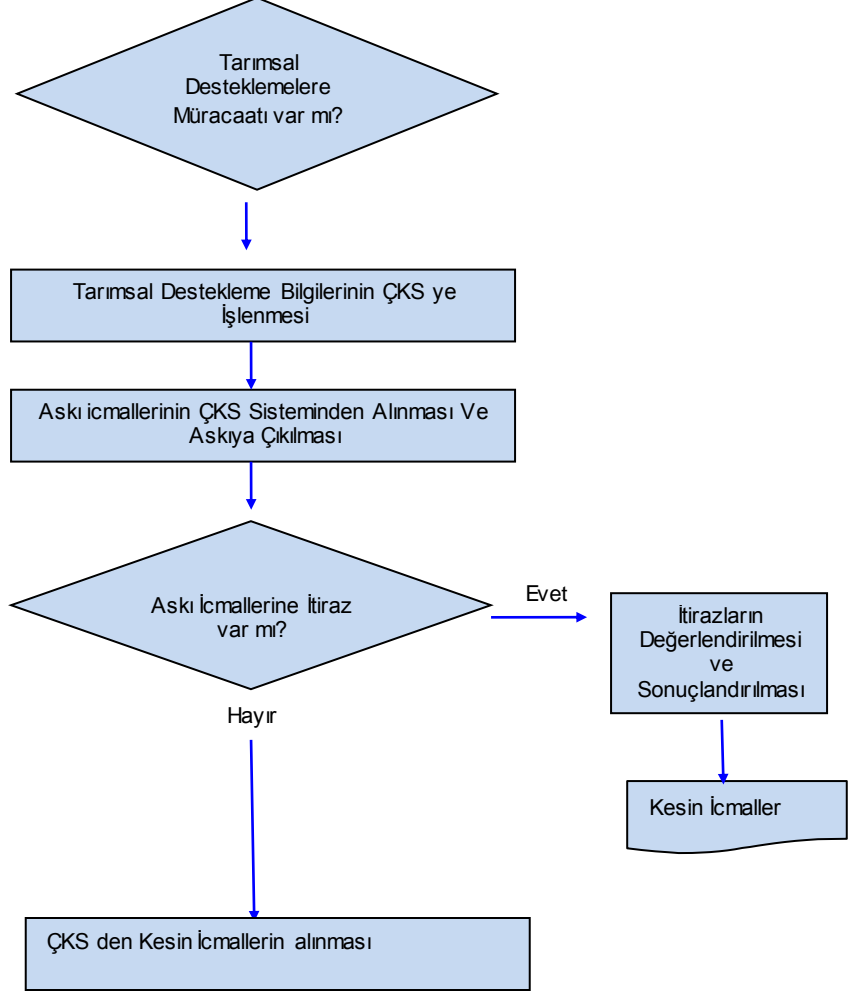 Tarımsal
Desteklemelere
Müracaatı var mı?
Tarımsal Destekleme Bilgilerinin ÇKS ye
İşlenmesi
Askı icmallerinin ÇKS Sisteminden Alınması Ve
Askıya Çıkılması
Askı İcmallerine İtiraz
var mı?
Evet
İtirazların
Değerlendirilmesi
ve
Sonuçlandırılması
Hayır
Kesin İcmaller
ÇKS den Kesin İcmallerin alınması